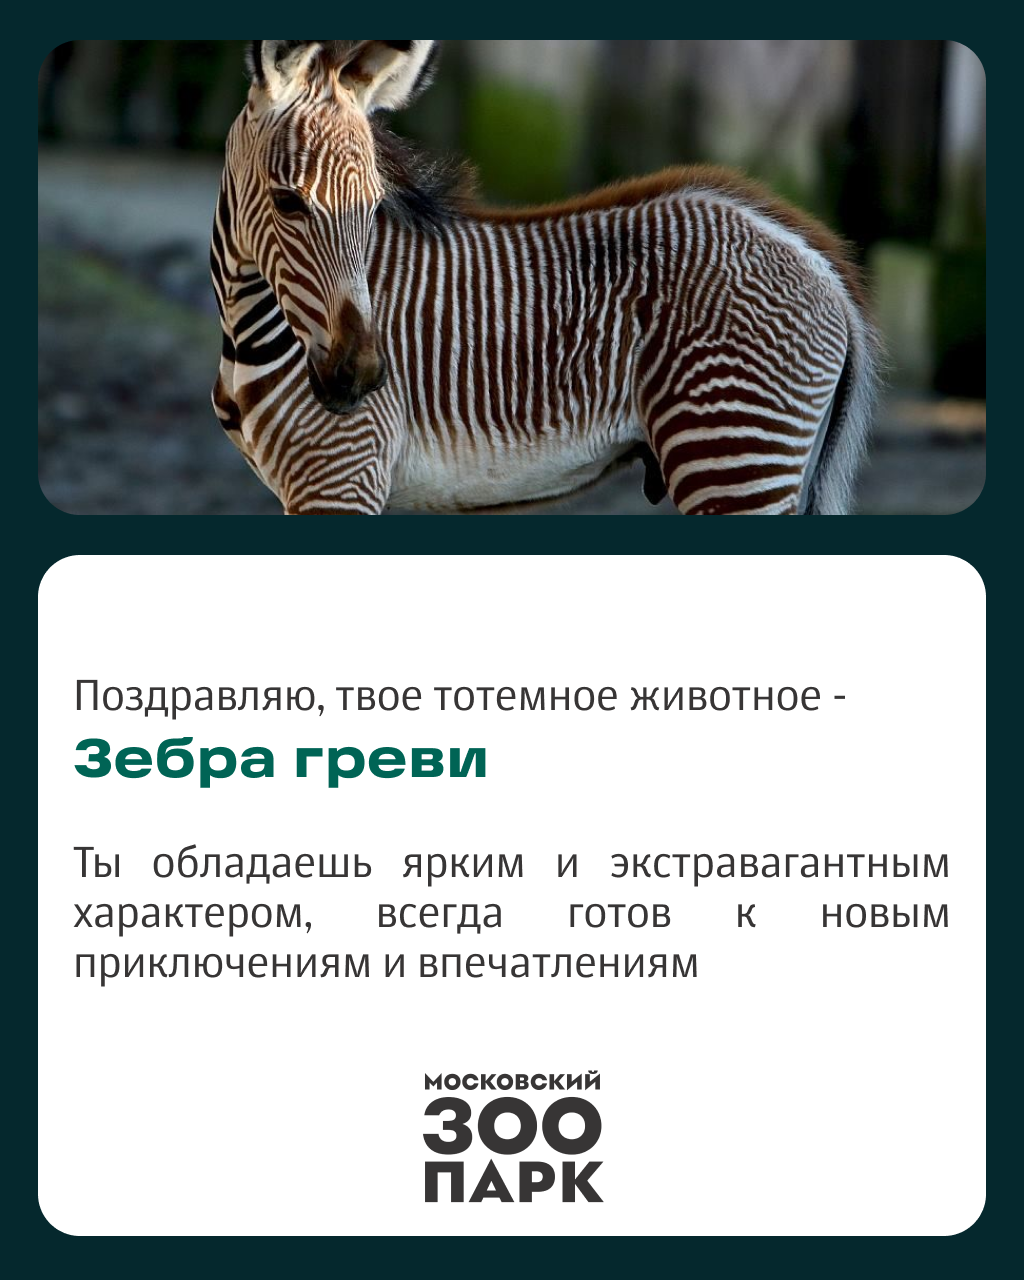 Поздравляю, твое тотемное животное -
Зебра греви
Ты обладаешь ярким и экстравагантным
характером, всегда готов к новым
приключениям и впечатлениям
МОСКОВСКИЙ
ЗОО
ПАРК